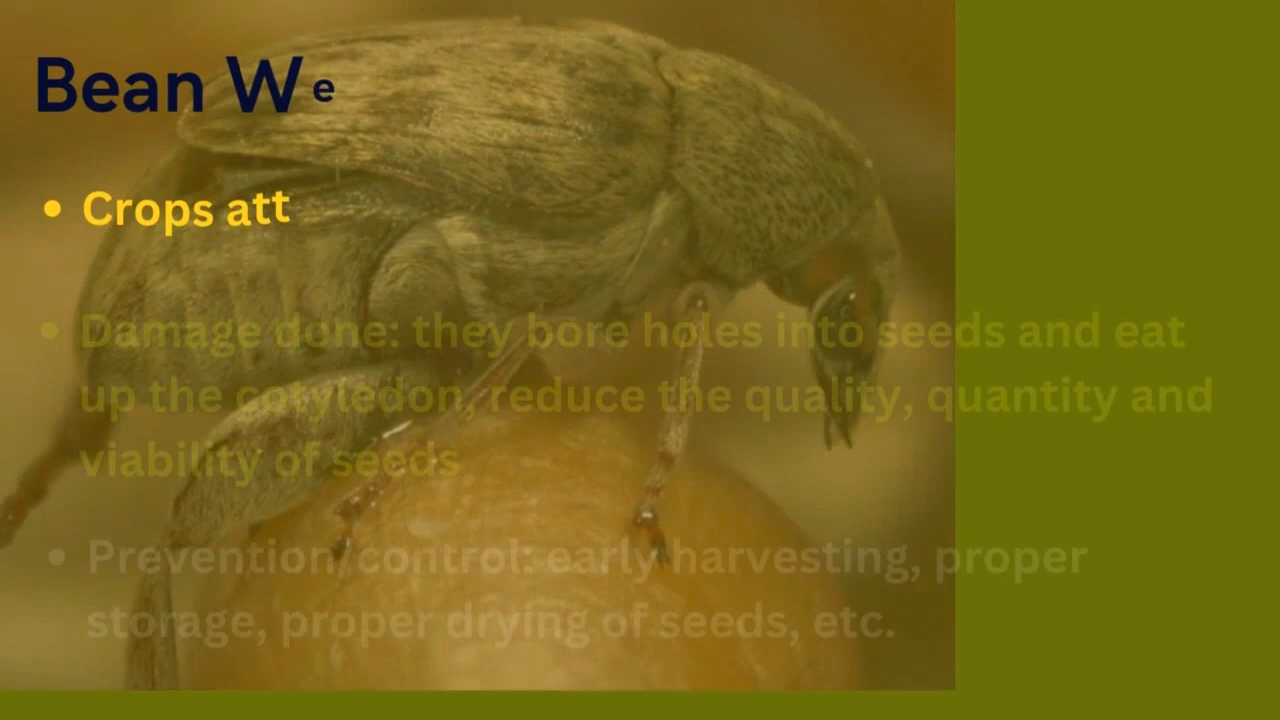 Bean We
• Crops att
• Damage done: they bore holes into seeds and eat
up the cotyledon, reduce the quality, quantity and
viability of seeds
• Prevention/control: early harvesting, proper
storage, proper drying of seeds, etc.